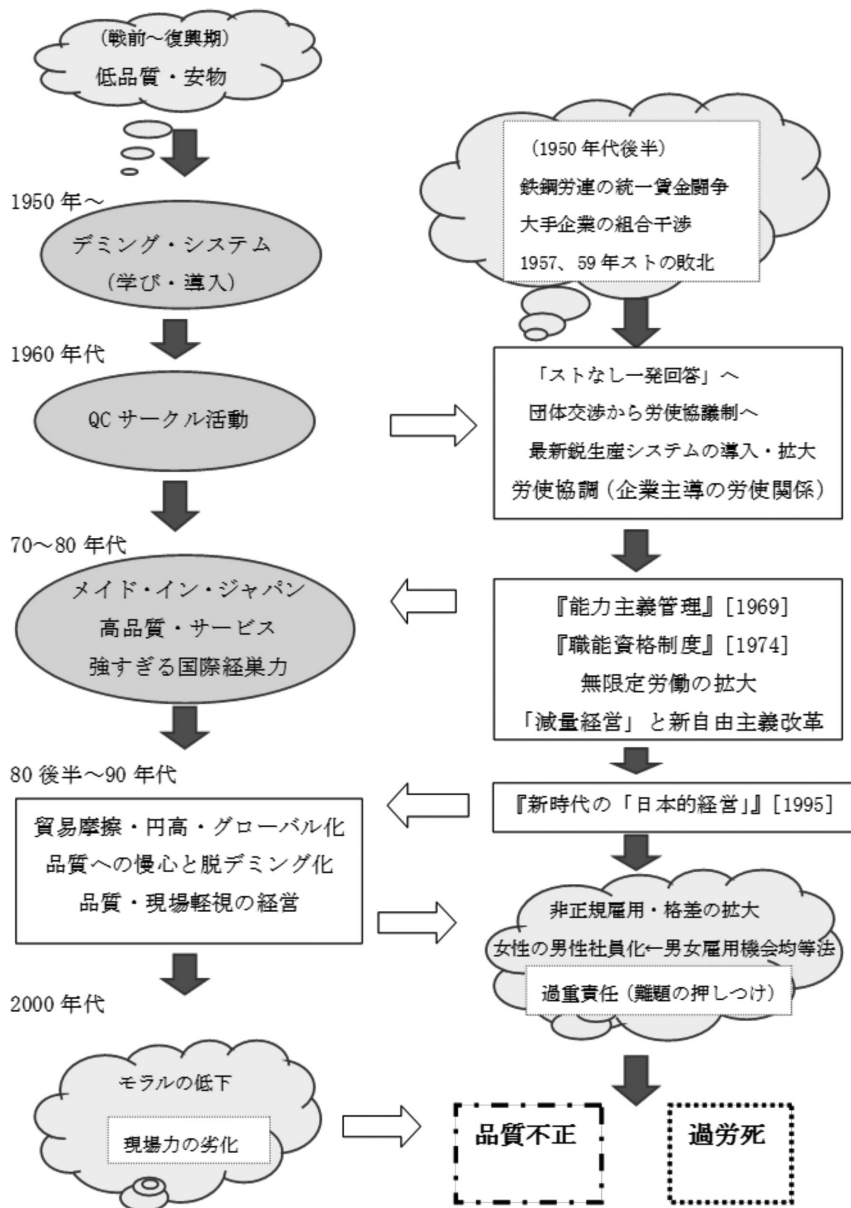 (戦前～復興期)
低品質・安物
1950年～
デミング・システム
(学び・導入)
1960年代
QCサークル活動
70～80年代
メイド・イン・ジャパン
高品質・サービス
強すぎる国際経巣力
80後半～90年代
貿易摩擦・円高・グローバル化
品質への慢心と脱デミング化
品質・現場軽視の経営
2000年代
モラルの低下
現場力の劣化
(1950年代後半)
鉄鋼労連の統一賃金闘争
大手企業の組合干渉
1957、59年ストの敗北
「ストなし一発回答」へ
団体交渉から労使協議制へ
最新鋭生産システムの導入・拡大
労使協調(企業主導の労使関係)
『能力主義管理』[1969]
『職能資格制度』[1974]
無限定労働の拡大
「減量経営」と新自由主義改革
『新時代の「日本的経営」』[1995]
非正規雇用・格差の拡大
女性の男性社員化←男女雇用機会均等法
過重責任(難題の押しつけ)
品質不正
過労死